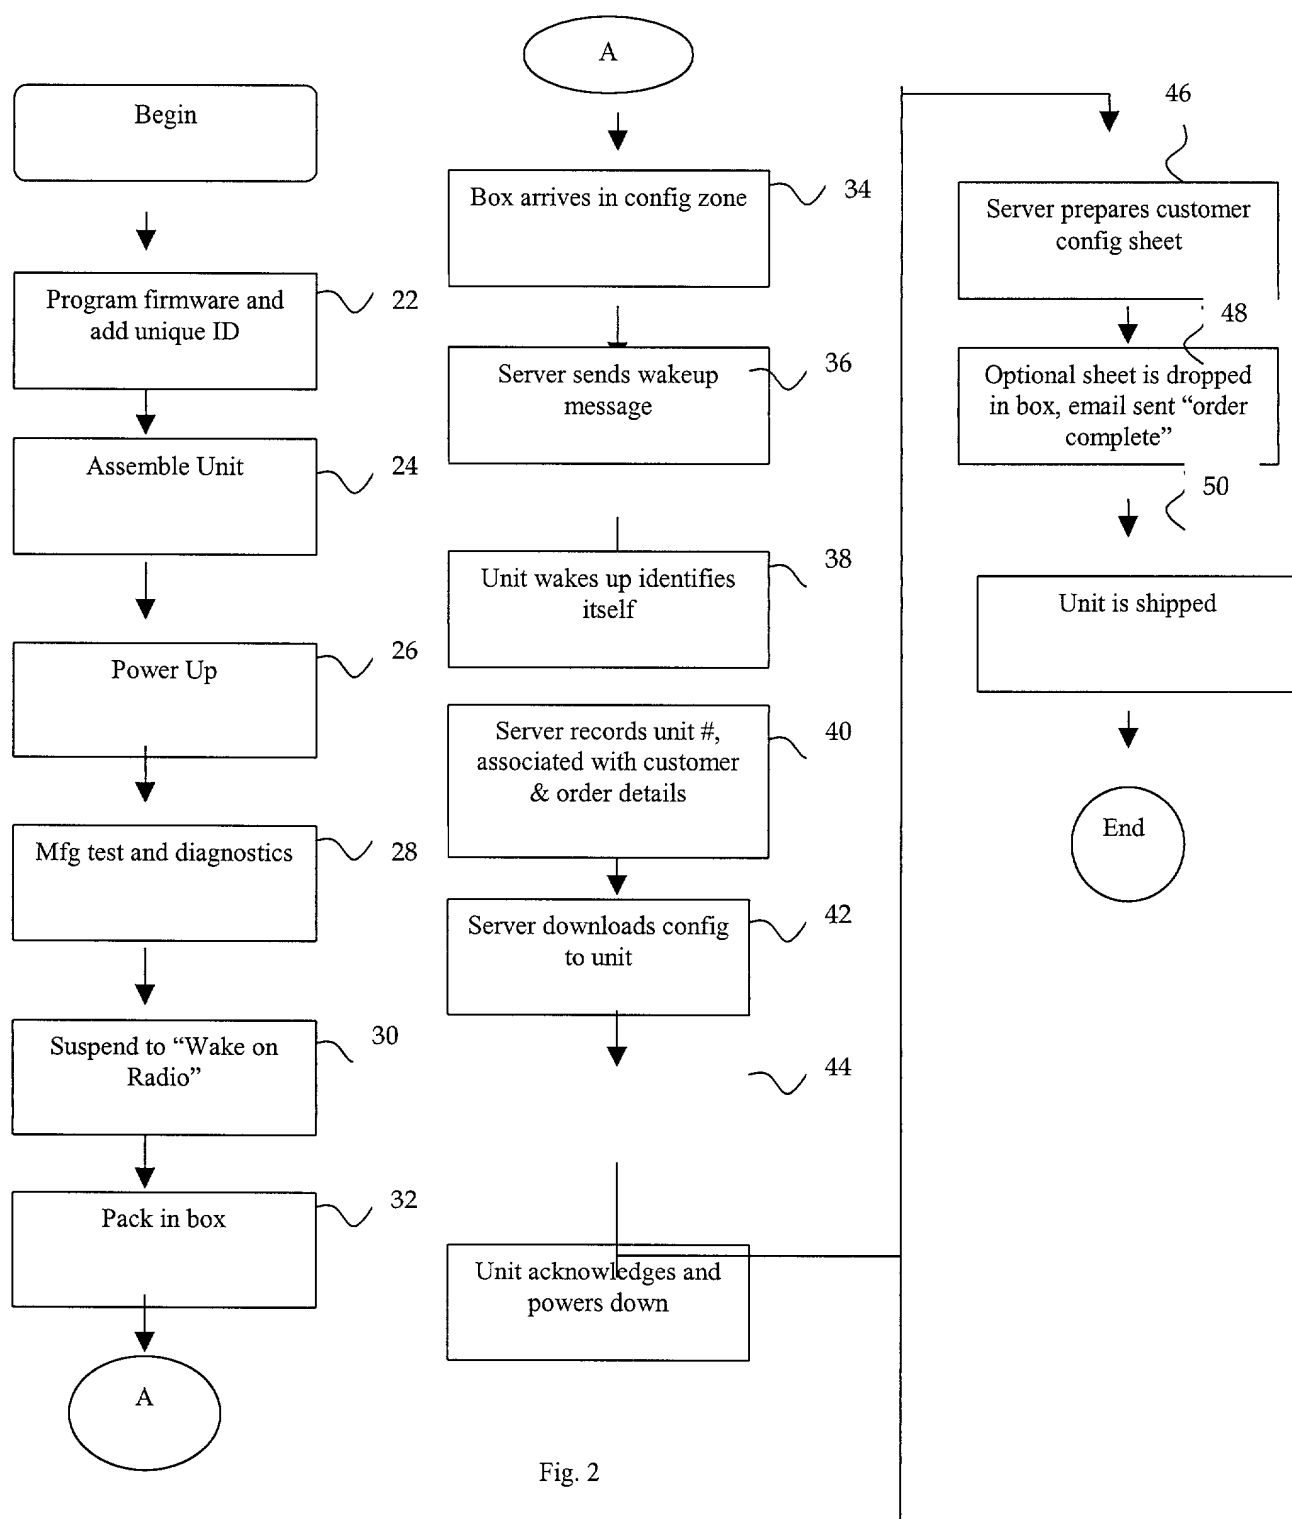 Begin
Program firmware and
add unique ID
22
Assemble Unit
24
Power Up
26
Mfg test and diagnostics
28
Suspend to “Wake on
Radio”
30
Pack in box
32
A
A
Box arrives in config zone
34
Server sends wakeup
message
36
Unit wakes up identifies
itself
38
Server records unit #,
associated with customer
& order details
40
Server downloads config
to unit
42
44
Unit acknowledges and
powers down
46
Server prepares customer
config sheet
48
Optional sheet is dropped
in box, email sent “order
complete”
50
Unit is shipped
End
Fig. 2